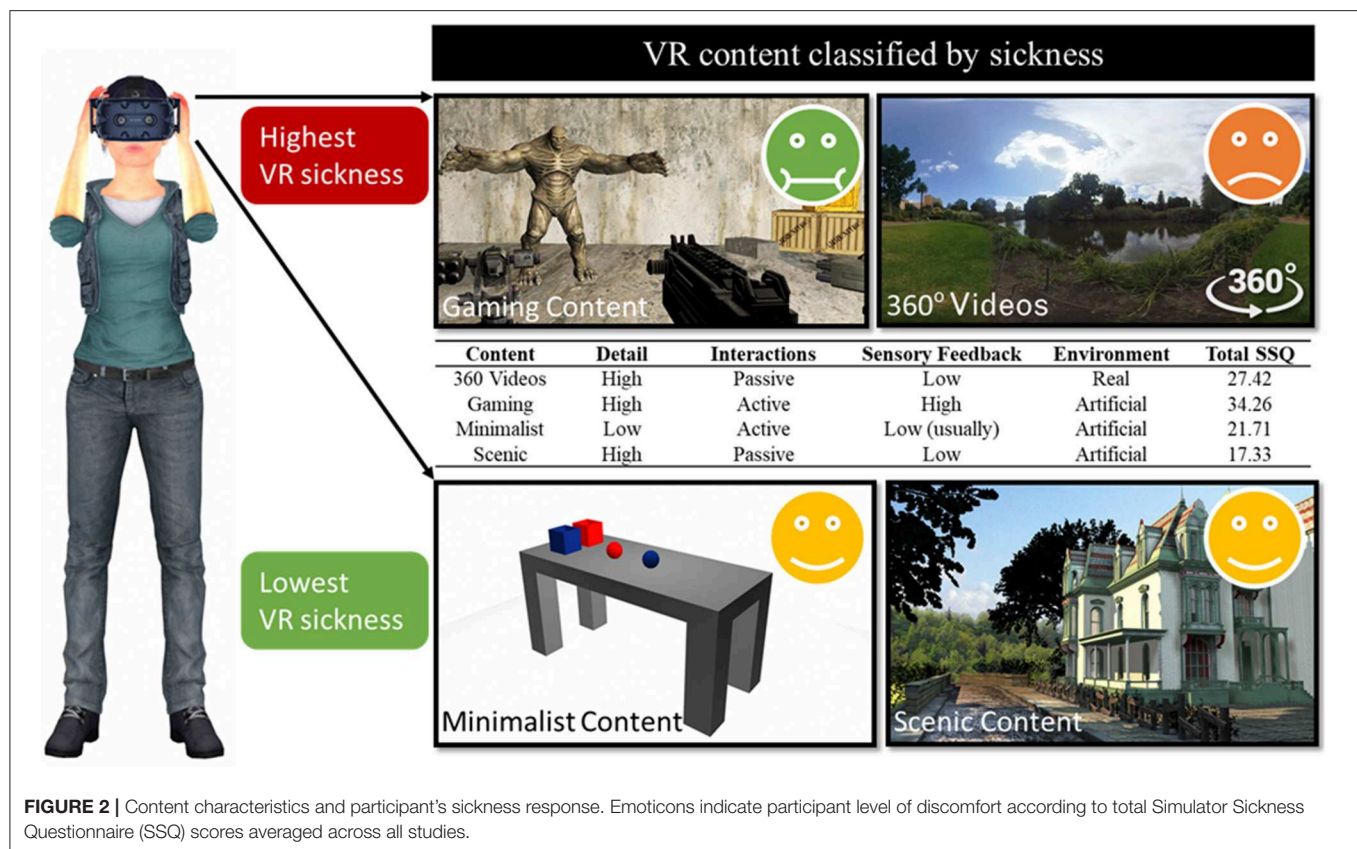 VR content classified by sickness
Highest
VR sickness
Gaming Content
360° Videos
360°
Content Detail Interactions Sensory Feedback Environment Total SSQ
360 Videos High Passive Low Real 27.42
Gaming High Active High Artificial 34.26
Minimalist Low Active Low (usually) Artificial 21.71
Scenic High Passive Low Artificial 17.33
Lowest
VR sickness
Minimalist Content
Scenic Content
FIGURE 2 | Content characteristics and participant's sickness response. Emoticons indicate participant level of discomfort according to total Simulator Sickness
Questionnaire (SSQ) scores averaged across all studies.